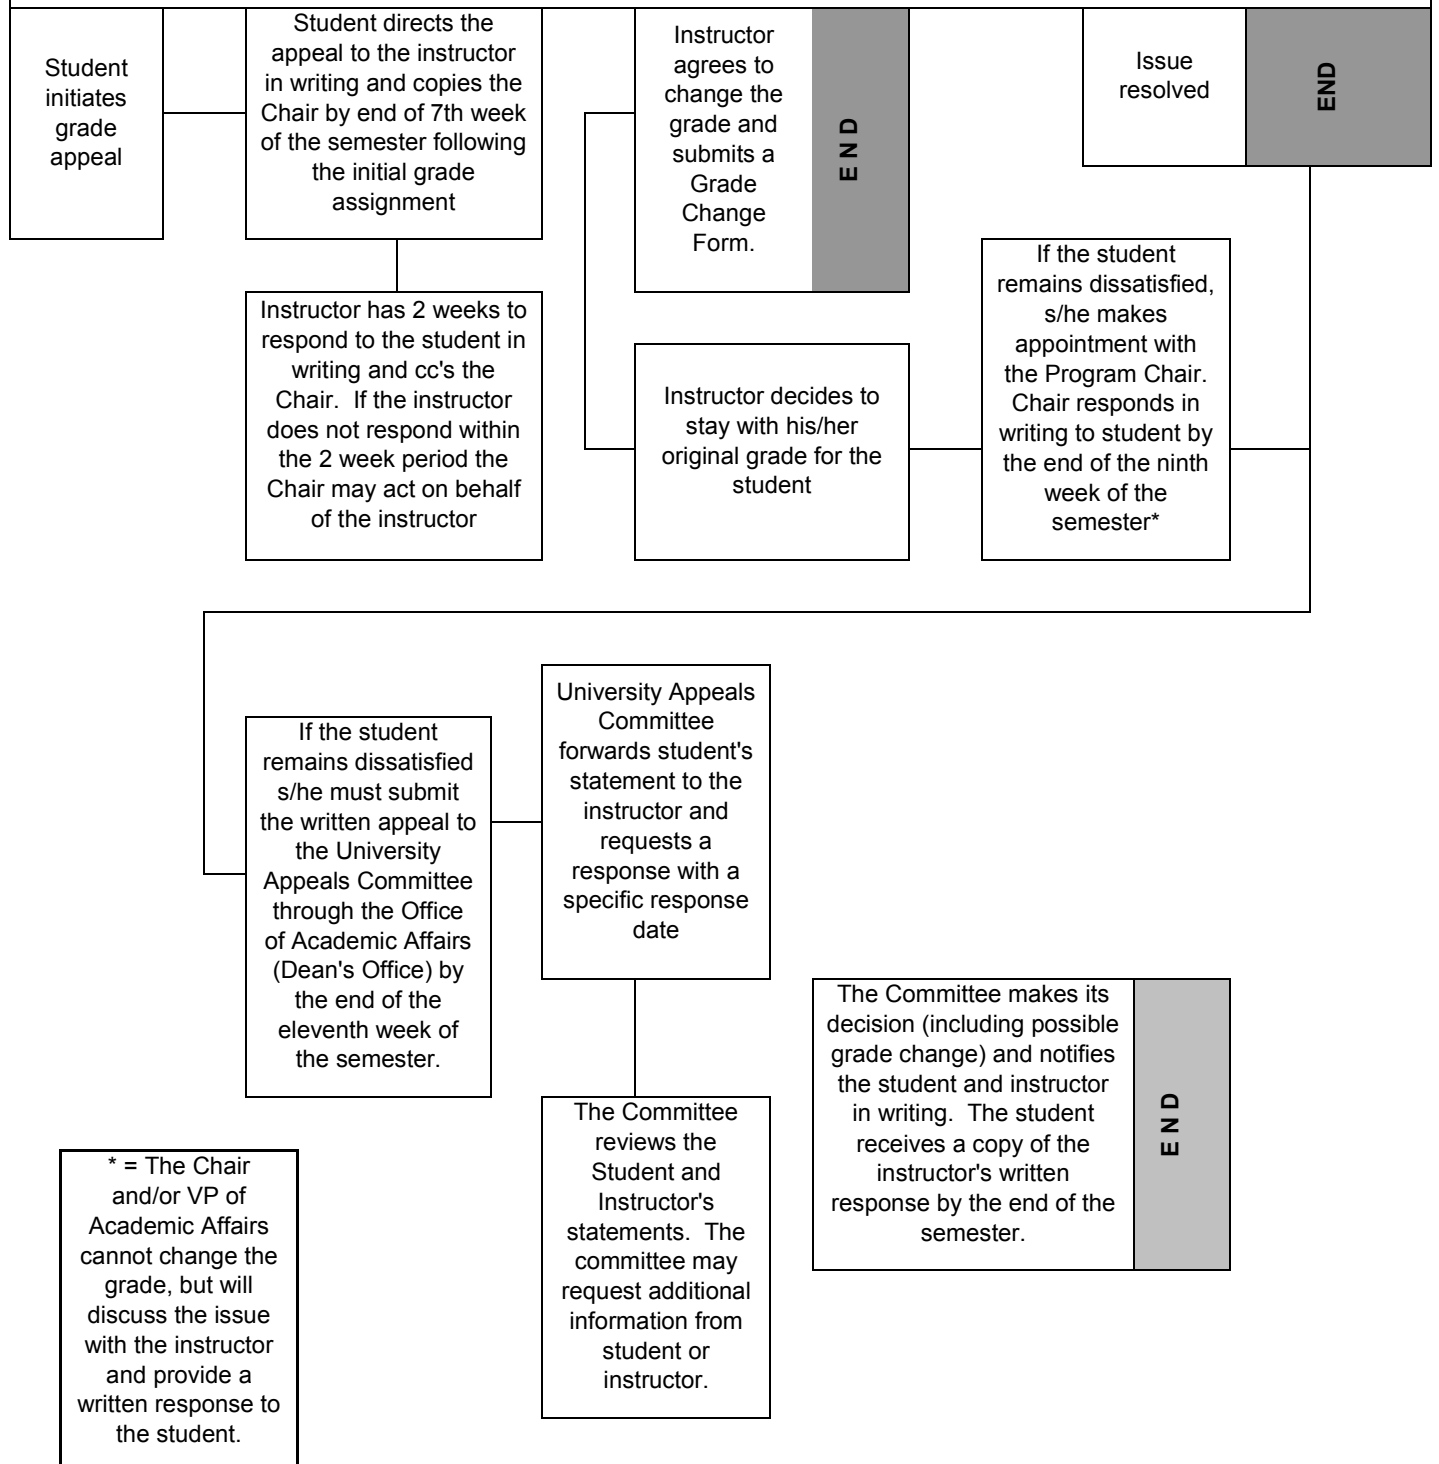 Student
initiates
grade
appeal
Student directs the
appeal to the instructor
in writing and copies the
Chair by end of 7th week
of the semester following
the initial grade
assignment
Instructor has 2 weeks to
respond to the student in
writing and cc's the
Chair.  If the instructor
does not respond within
the 2 week period the
Chair may act on behalf
of the instructor
Instructor
agrees to
change the
grade and
submits a
Grade
Change
Form.
E N D
Instructor decides to
stay with his/her
original grade for the
student
If the student
remains dissatisfied,
s/he makes
appointment with
the Program Chair.
Chair responds in
writing to student by
the end of the ninth
week of the
semester*
Issue
resolved
END
If the student
remains dissatisfied
s/he must submit
the written appeal to
the University
Appeals Committee
through the Office
of Academic Affairs
(Dean's Office) by
the end of the
eleventh week of
the semester.
University Appeals
Committee
forwards student's
statement to the
instructor and
requests a
response with a
specific response
date
The Committee
reviews the
Student and
Instructor's
statements.  The
committee may
request additional
information from
student or
instructor.
The Committee makes its
decision (including possible
grade change) and notifies
the student and instructor
in writing.  The student
receives a copy of the
instructor's written
response by the end of the
semester.
E N D
* = The Chair
and/or VP of
Academic Affairs
cannot change the
grade, but will
discuss the issue
with the instructor
and provide a
written response to
the student.